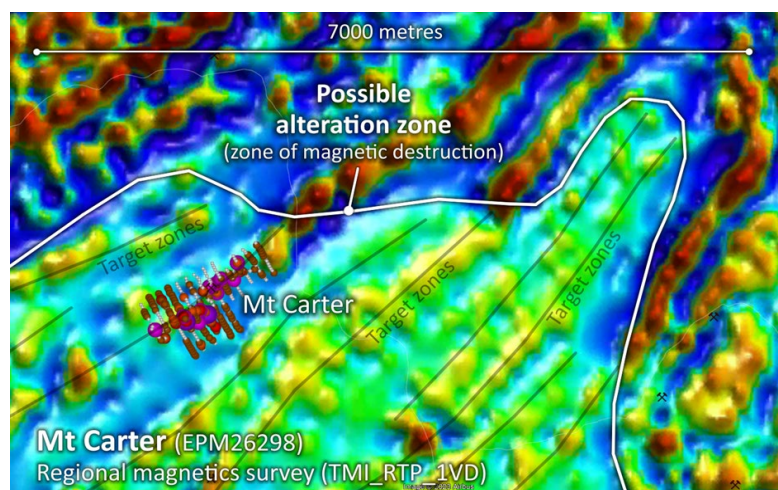 7000 metres
Possible
alteration zone
(zone of magnetic destruction)
Target zones
Mt Carter
Target zones
Target zones
Mt Carter (EPM26298)
Regional magnetics survey (TMI_RTP_1VD)